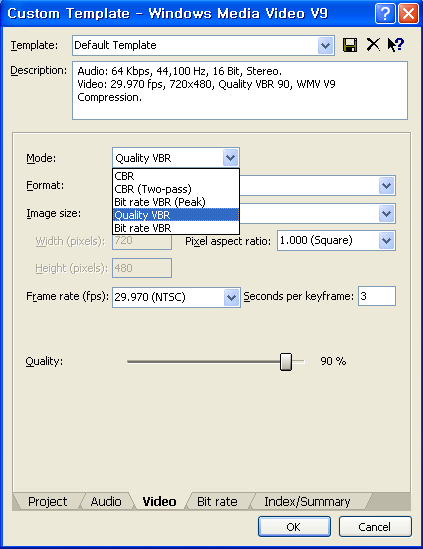 Custom Template - Windows Media Video V9
Template: Default Template
Description: Audio: 64 Kbps, 44,100 Hz, 16 Bit, Stereo.
Video: 29.970 fps, 720x480, Quality VBR 90, WMV V9
Compression.
Mode: Quality VBR
CBR
CBR (Two-pass)
Format:
Bit rate VBR (Peak)
Quality VBR
Image size:
Bit rate VBR
Width (pixels): 720 Pixel aspect ratio: 1.000 (Square)
Height (pixels): 480
Frame rate (fps): 29.970 (NTSC) Seconds per keyframe: 3
Quality: 90 %
Project Audio Video Bit rate Index/Summary
OK Cancel